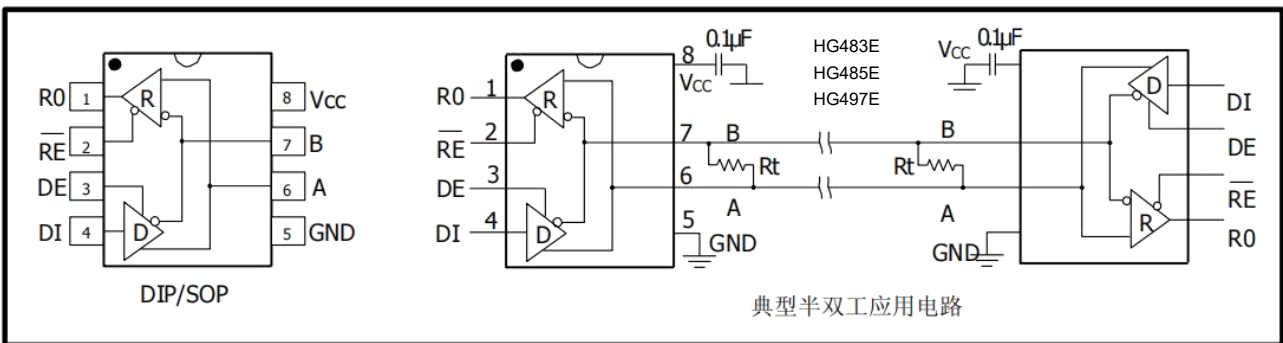 R0 1 R 8 Vcc
RE 2 7 B
DE 3 6 A
DI 4 D 5 GND
DIP/SOP
0.1μF
8
Vcc
R0 1 R
RE 2
DE 3
DI 4 D
7 B
Rt
6
A
5
GND
HG483E
HG485E
HG497E
Vcc 0.1μF
B
Rt
A
GND
D DI
DE
RE
R R0
典型半双工应用电路